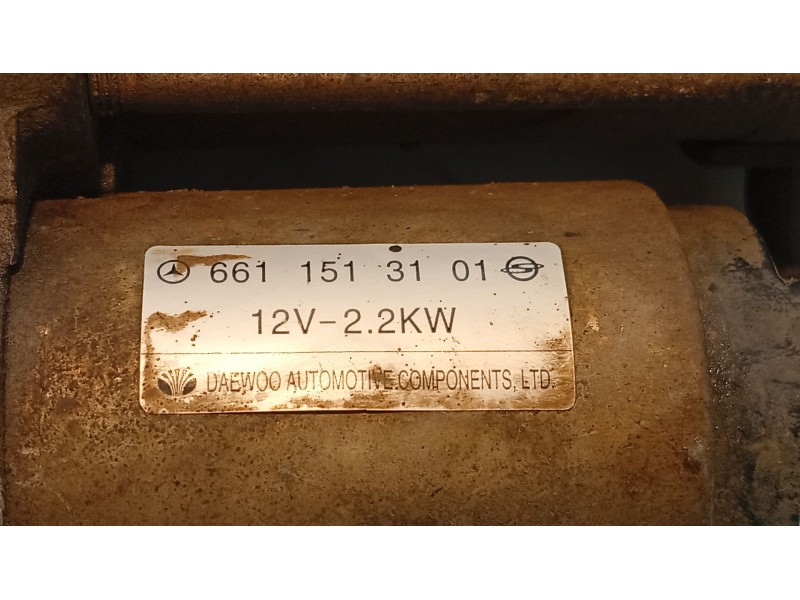 661 151 31 01
12V-2.2KW
DAEWOO AUTOMOTIVE COMPONENTS, LTD.